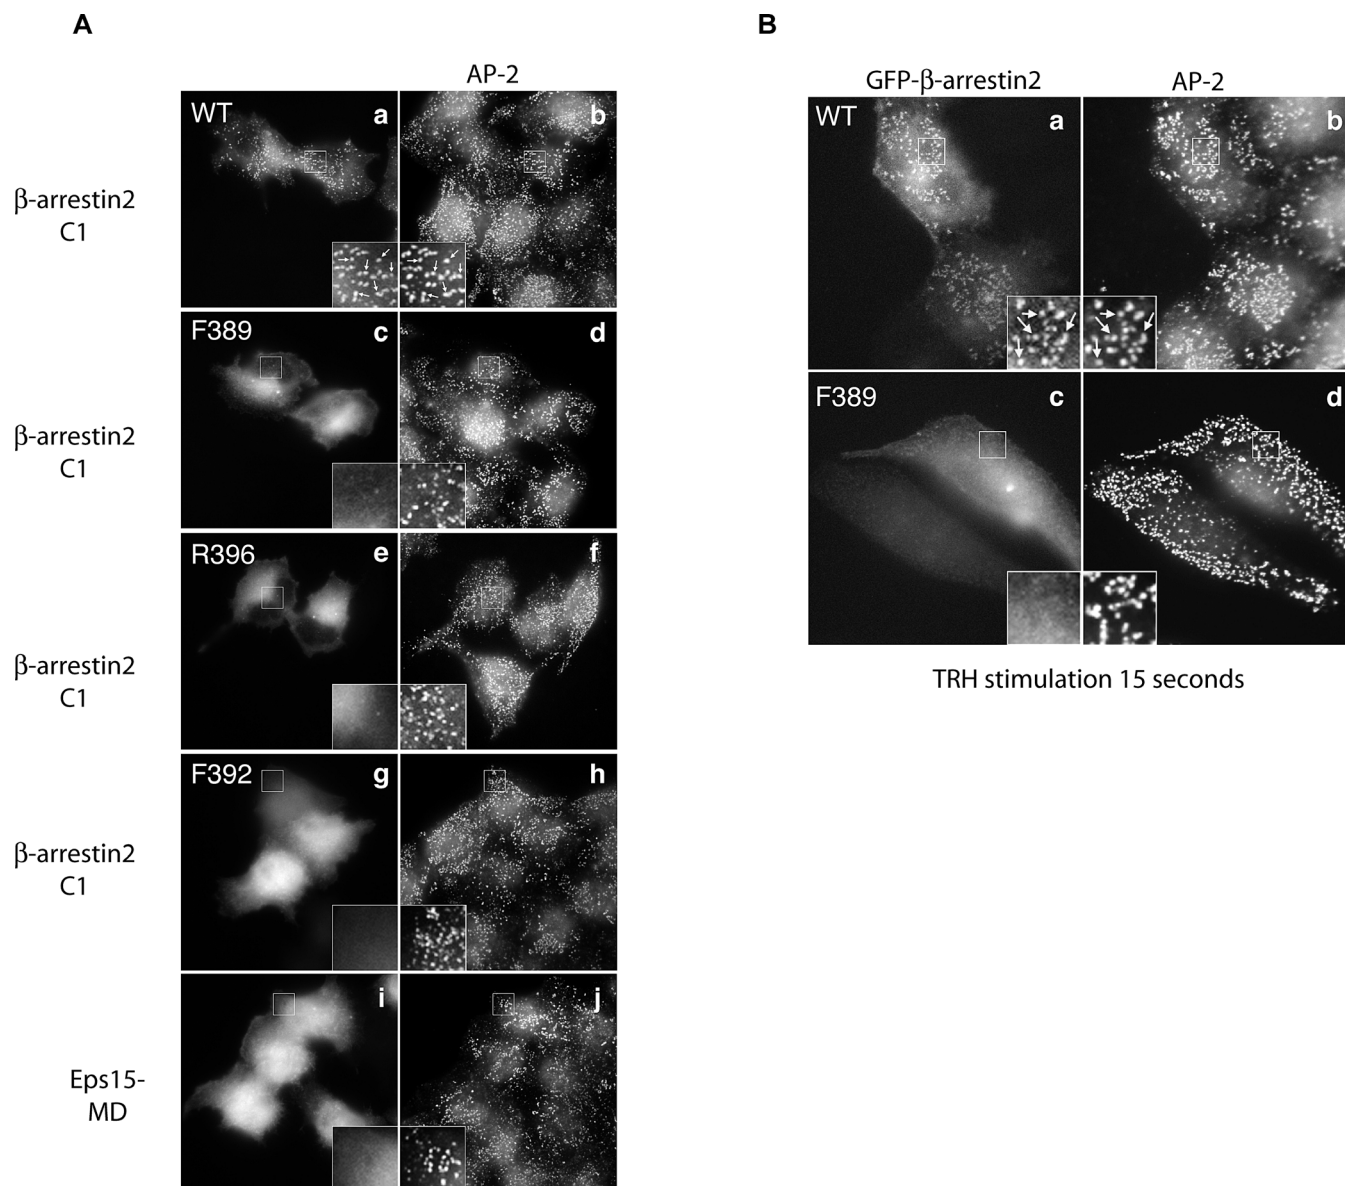 A
B
AP-2
GFP-β-arrestin2
AP-2
WT
a
b
β-arrestin2
C1
F389
c
d
β-arrestin2
C1
R396
e
f
β-arrestin2
C1
F392
g
h
β-arrestin2
C1
i
j
Eps15-
MD
WT
a
b
F389
c
d
TRH stimulation 15 seconds